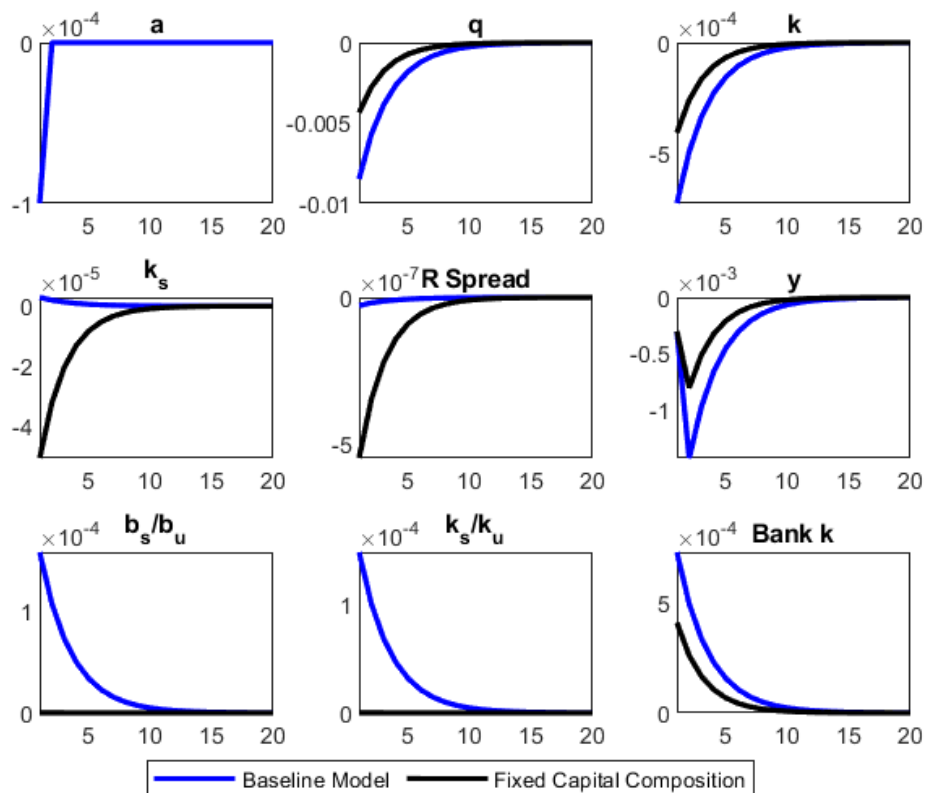 ×10⁻⁴ a
0
-1
5 10 15 20
q
0
-0.005
-0.01
5 10 15 20
×10⁻⁴ k
0
-5
5 10 15 20
×10⁻⁵ kₛ
0
-2
-4
5 10 15 20
×10⁻⁷ R Spread
0
-5
5 10 15 20
×10⁻³ y
0
-0.5
-1
5 10 15 20
×10⁻⁴ bₛ/bᵤ
1
0
5 10 15 20
×10⁻⁴ kₛ/kᵤ
1
0
5 10 15 20
×10⁻⁴ Bank k
5
0
5 10 15 20
Baseline Model Fixed Capital Composition